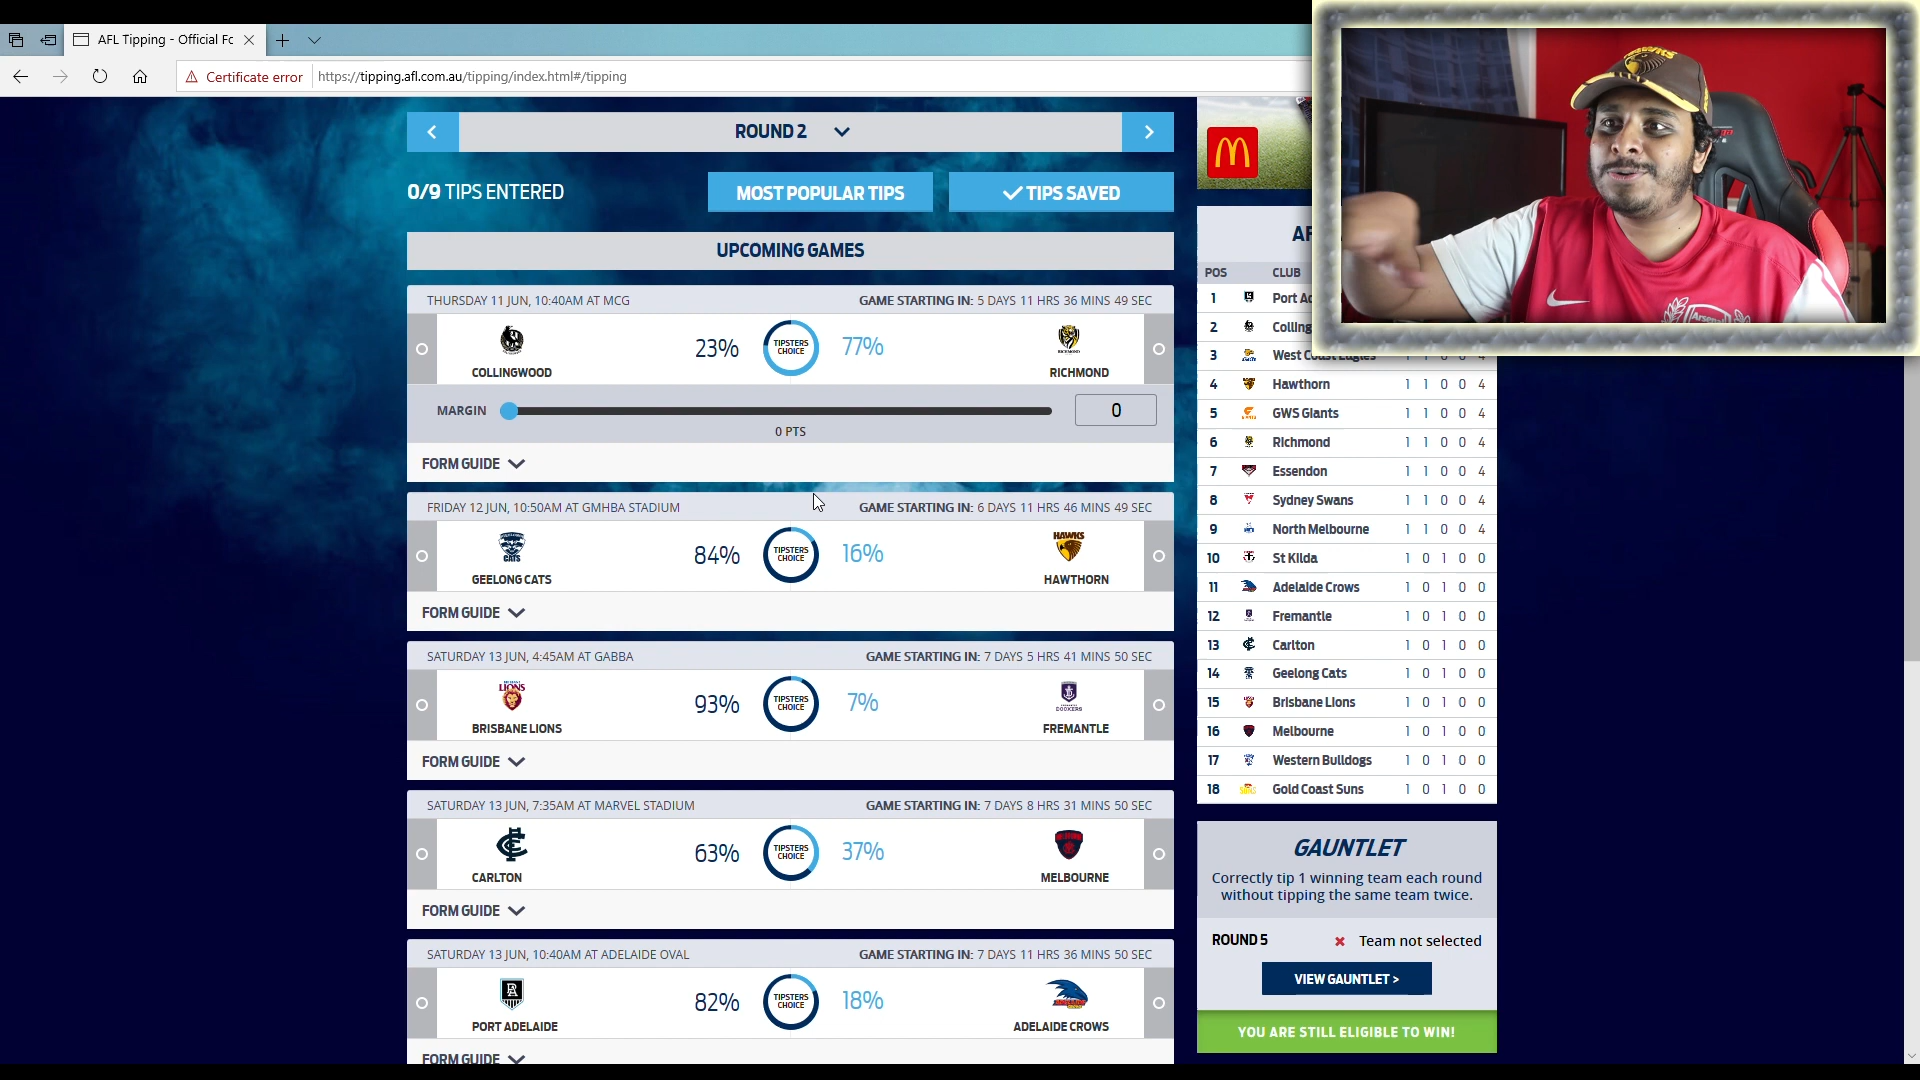 AFL Tipping - Official Fc
Certificate error
https://tipping.afl.com.au/tipping/index.html#/tipping
HAWKS
ROUND 2
0/9 TIPS ENTERED
MOST POPULAR TIPS
TIPS SAVED
UPCOMING GAMES
THURSDAY 11 JUN, 10:40AM AT MCG
GAME STARTING IN: 5 DAYS 11 HRS 36 MINS 49 SEC
COLLINGWOOD
23%
TIPSTERS CHOICE
77%
RICHMOND
MARGIN
0
0 PTS
FORM GUIDE
FRIDAY 12 JUN, 10:50AM AT GMHBA STADIUM
GAME STARTING IN: 6 DAYS 11 HRS 46 MINS 49 SEC
CATS
GEELONG CATS
84%
TIPSTERS CHOICE
16%
HAWKS
HAWTHORN
FORM GUIDE
SATURDAY 13 JUN, 4:45AM AT GABBA
GAME STARTING IN: 7 DAYS 5 HRS 41 MINS 50 SEC
LIONS
BRISBANE LIONS
93%
TIPSTERS CHOICE
7%
DOCKERS
FREMANTLE
FORM GUIDE
SATURDAY 13 JUN, 7:35AM AT MARVEL STADIUM
GAME STARTING IN: 7 DAYS 8 HRS 31 MINS 50 SEC
CARLTON
63%
TIPSTERS CHOICE
37%
MELBOURNE
FORM GUIDE
SATURDAY 13 JUN, 10:40AM AT ADELAIDE OVAL
GAME STARTING IN: 7 DAYS 11 HRS 36 MINS 50 SEC
PORT ADELAIDE
82%
TIPSTERS CHOICE
18%
ADELAIDE CROWS
FORM GUIDE
Arsenal
AF
POS CLUB
1 Port Ad
2 Colling
3 West Coast Eagles 1 1 0 0 4
4 Hawthorn 1 1 0 0 4
5 GWS Giants 1 1 0 0 4
6 Richmond 1 1 0 0 4
7 Essendon 1 1 0 0 4
8 Sydney Swans 1 1 0 0 4
9 North Melbourne 1 1 0 0 4
10 St Kilda 1 0 1 0 0
11 Adelaide Crows 1 0 1 0 0
12 Fremantle 1 0 1 0 0
13 Carlton 1 0 1 0 0
14 Geelong Cats 1 0 1 0 0
15 Brisbane Lions 1 0 1 0 0
16 Melbourne 1 0 1 0 0
17 Western Bulldogs 1 0 1 0 0
18 Gold Coast Suns 1 0 1 0 0
GAUNTLET
Correctly tip 1 winning team each round
without tipping the same team twice.
ROUND 5
Team not selected
VIEW GAUNTLET >
YOU ARE STILL ELIGIBLE TO WIN!